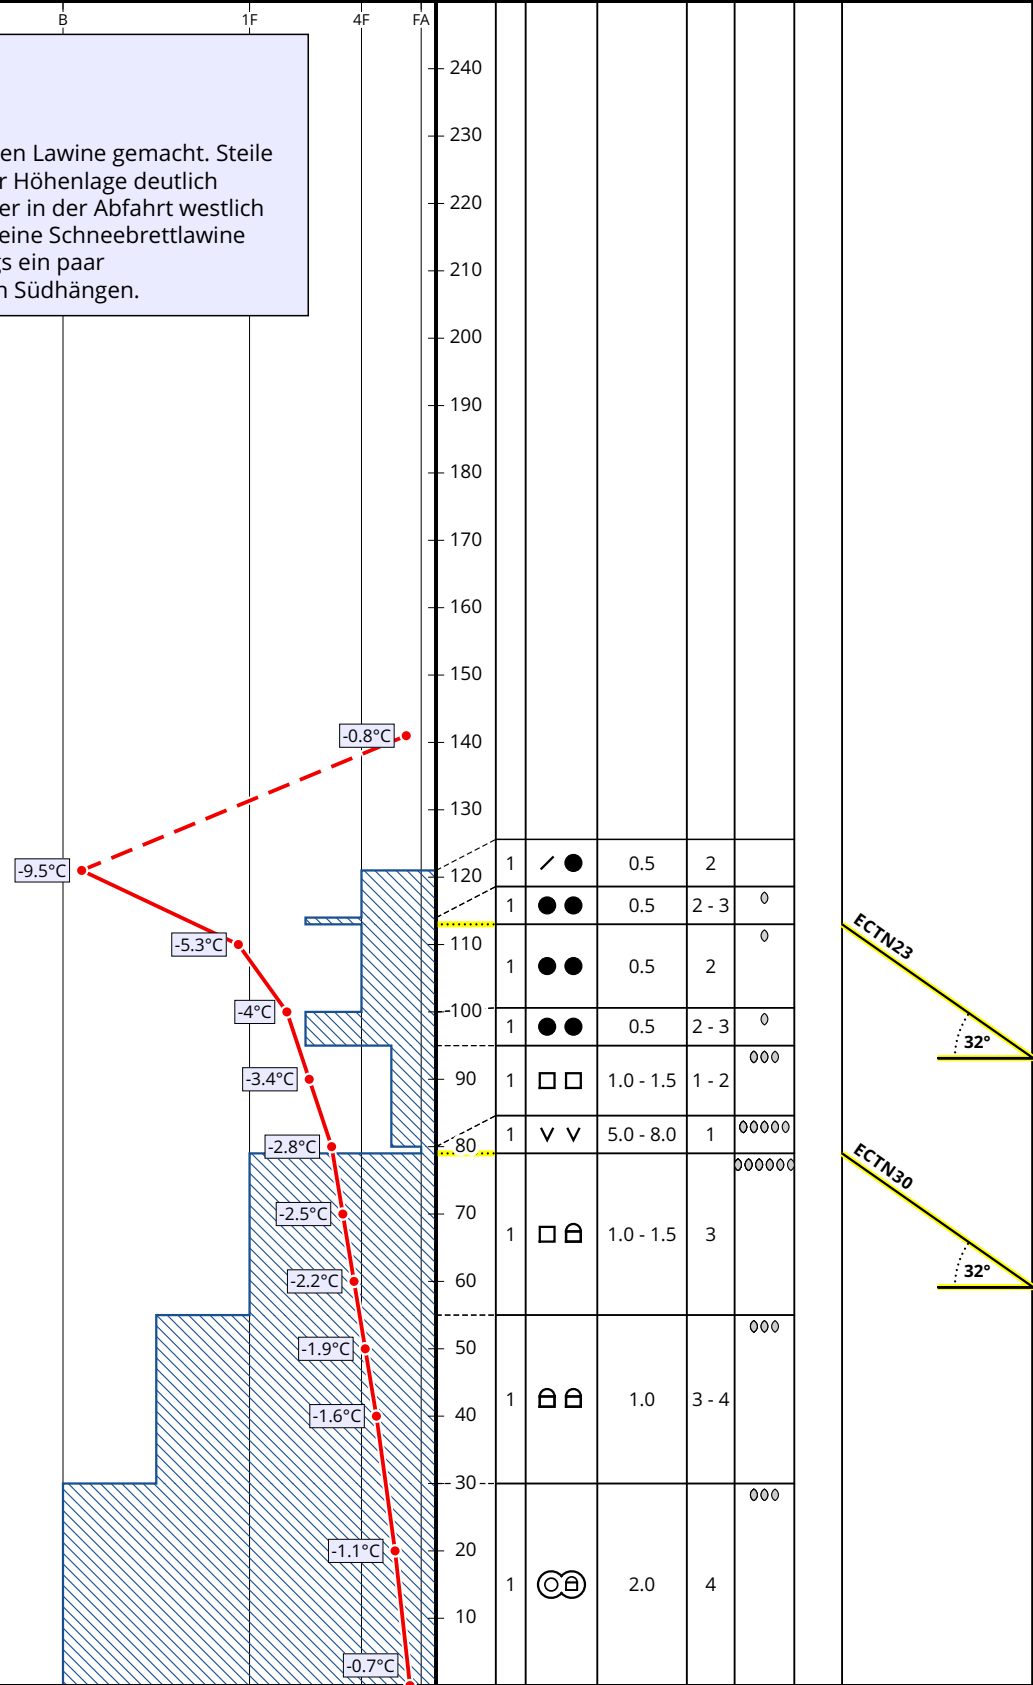 B 1F 4F FA
en Lawine gemacht. Steile
r Höhenlage deutlich
er in der Abfahrt westlich
eine Schneebrettlawine
s ein paar
n Südhängen.
240
230
220
210
200
190
180
170
160
150
-0.8°C 140
130
1 0.5 2
-9.5°C 120
1 0.5 2 - 3
ECTN23
-5.3°C 110
1 0.5 2
-4°C 100
1 0.5 2 - 3
32°
-3.4°C 90 1 1.0 - 1.5 1 - 2
1 5.0 - 8.0 1
-2.8°C 80
ECTN30
-2.5°C 70
1 1.0 - 1.5 3
32°
-2.2°C 60
-1.9°C 50
1 1.0 3 - 4
-1.6°C 40
30
-1.1°C 20
1 2.0 4
10
-0.7°C